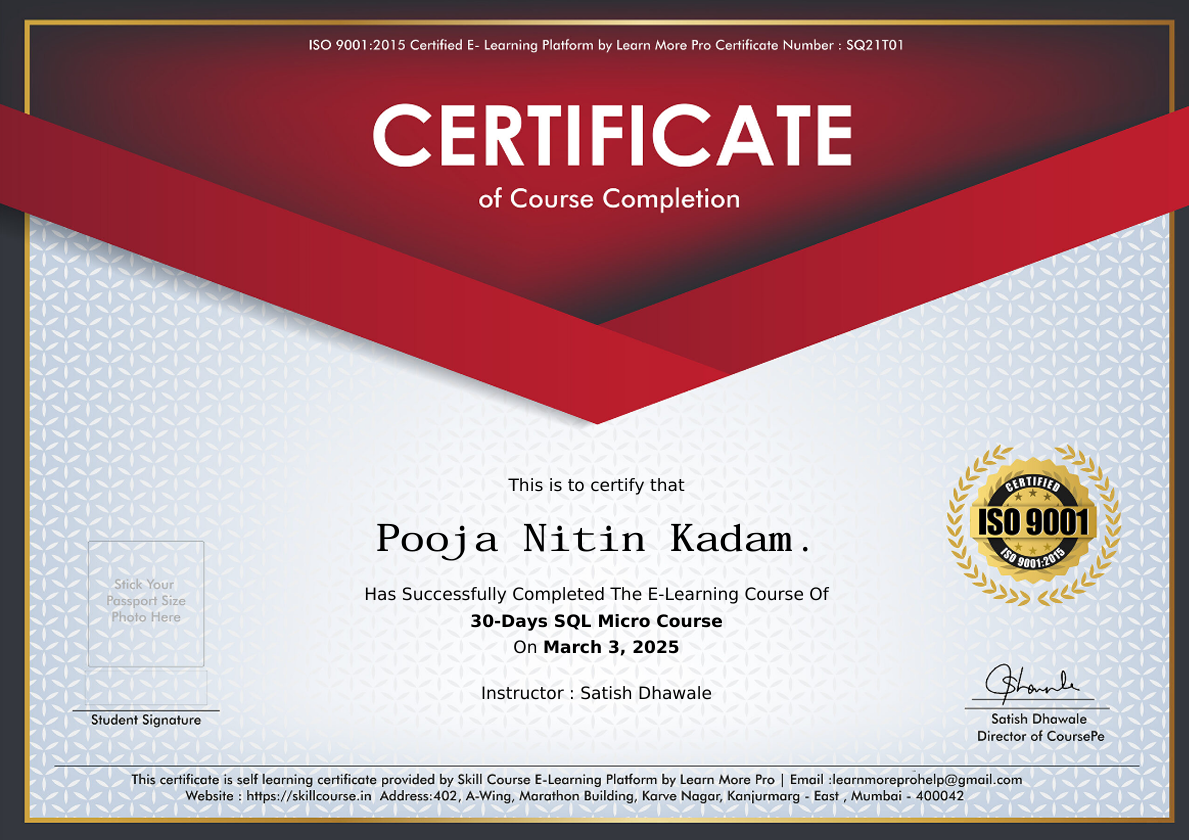 ISO 9001:2015 Certified E- Learning Platform by Learn More Pro Certificate Number : SQ21T01
CERTIFICATE
of Course Completion
This is to certify that
Pooja Nitin Kadam.
Has Successfully Completed The E-Learning Course Of
30-Days SQL Micro Course
On March 3, 2025
Instructor : Satish Dhawale
CERTIFIED
ISO 9001
ISO 9001:2015
Stick Your
Passport Size
Photo Here
Student Signature
Satish Dhawale
Director of CoursePe
This certificate is self learning certificate provided by Skill Course E-Learning Platform by Learn More Pro | Email :learnmoreprohelp@gmail.com
Website : https://skillcourse.in Address:402, A-Wing, Marathon Building, Karve Nagar, Kanjurmarg - East , Mumbai - 400042